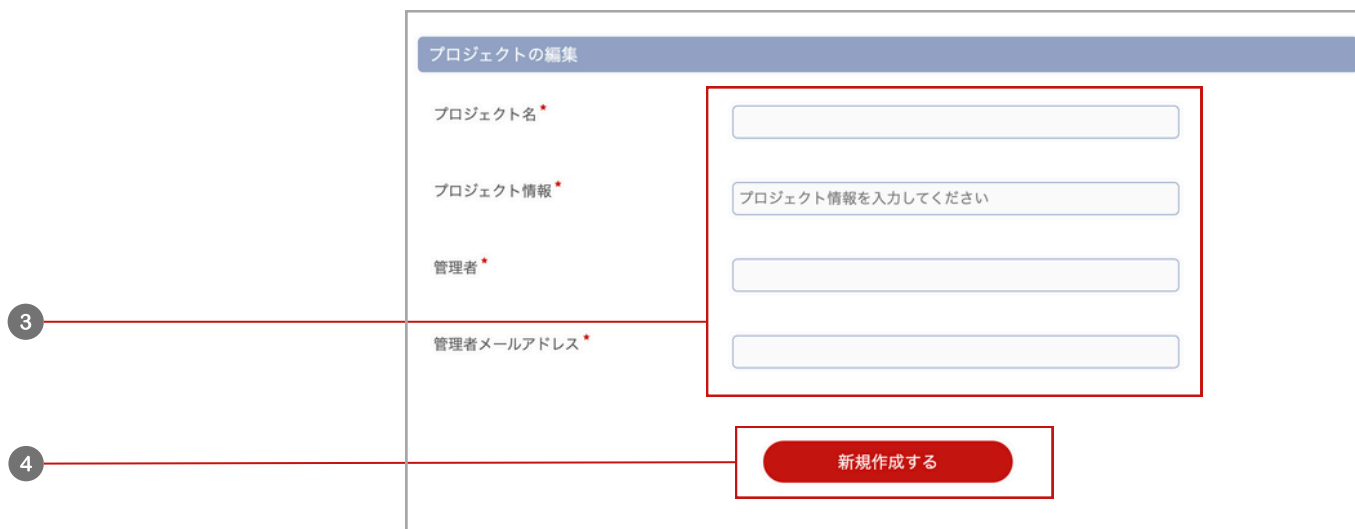 プロジェクトの編集
プロジェクト名*
プロジェクト情報*
プロジェクト情報を入力してください
管理者*
3
管理者メールアドレス*
4
新規作成する